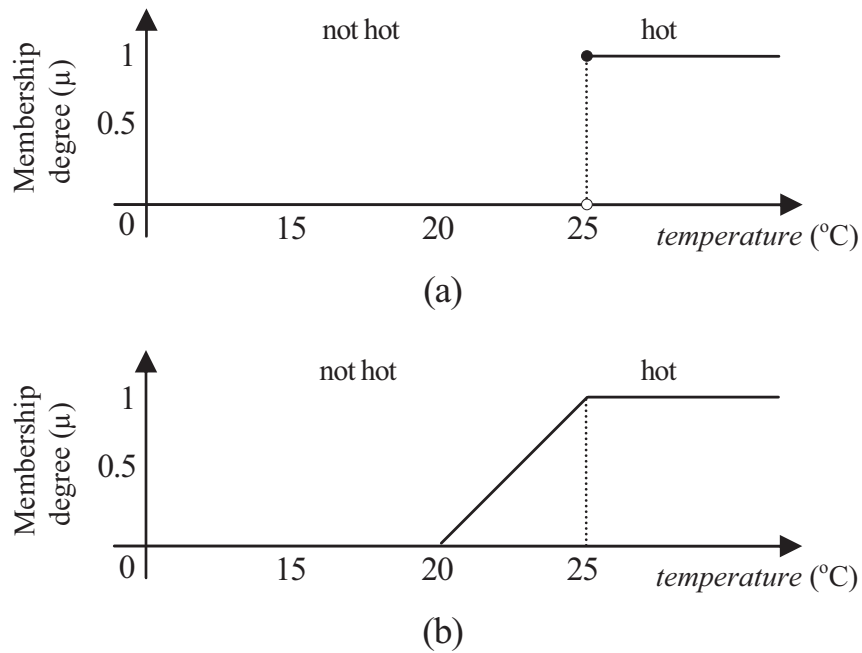 not hot hot
Membership
degree (μ)
1
0.5
0 15 20 25 temperature (°C)
(a)
not hot hot
Membership
degree (μ)
1
0.5
0 15 20 25 temperature (°C)
(b)